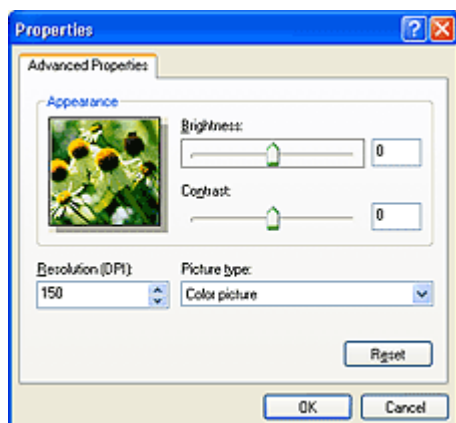 Properties
Advanced Properties
Appearance
Brightness:
0
Contrast:
0
Resolution (DPI):
150
Picture type:
Color picture
Reset
OK
Cancel